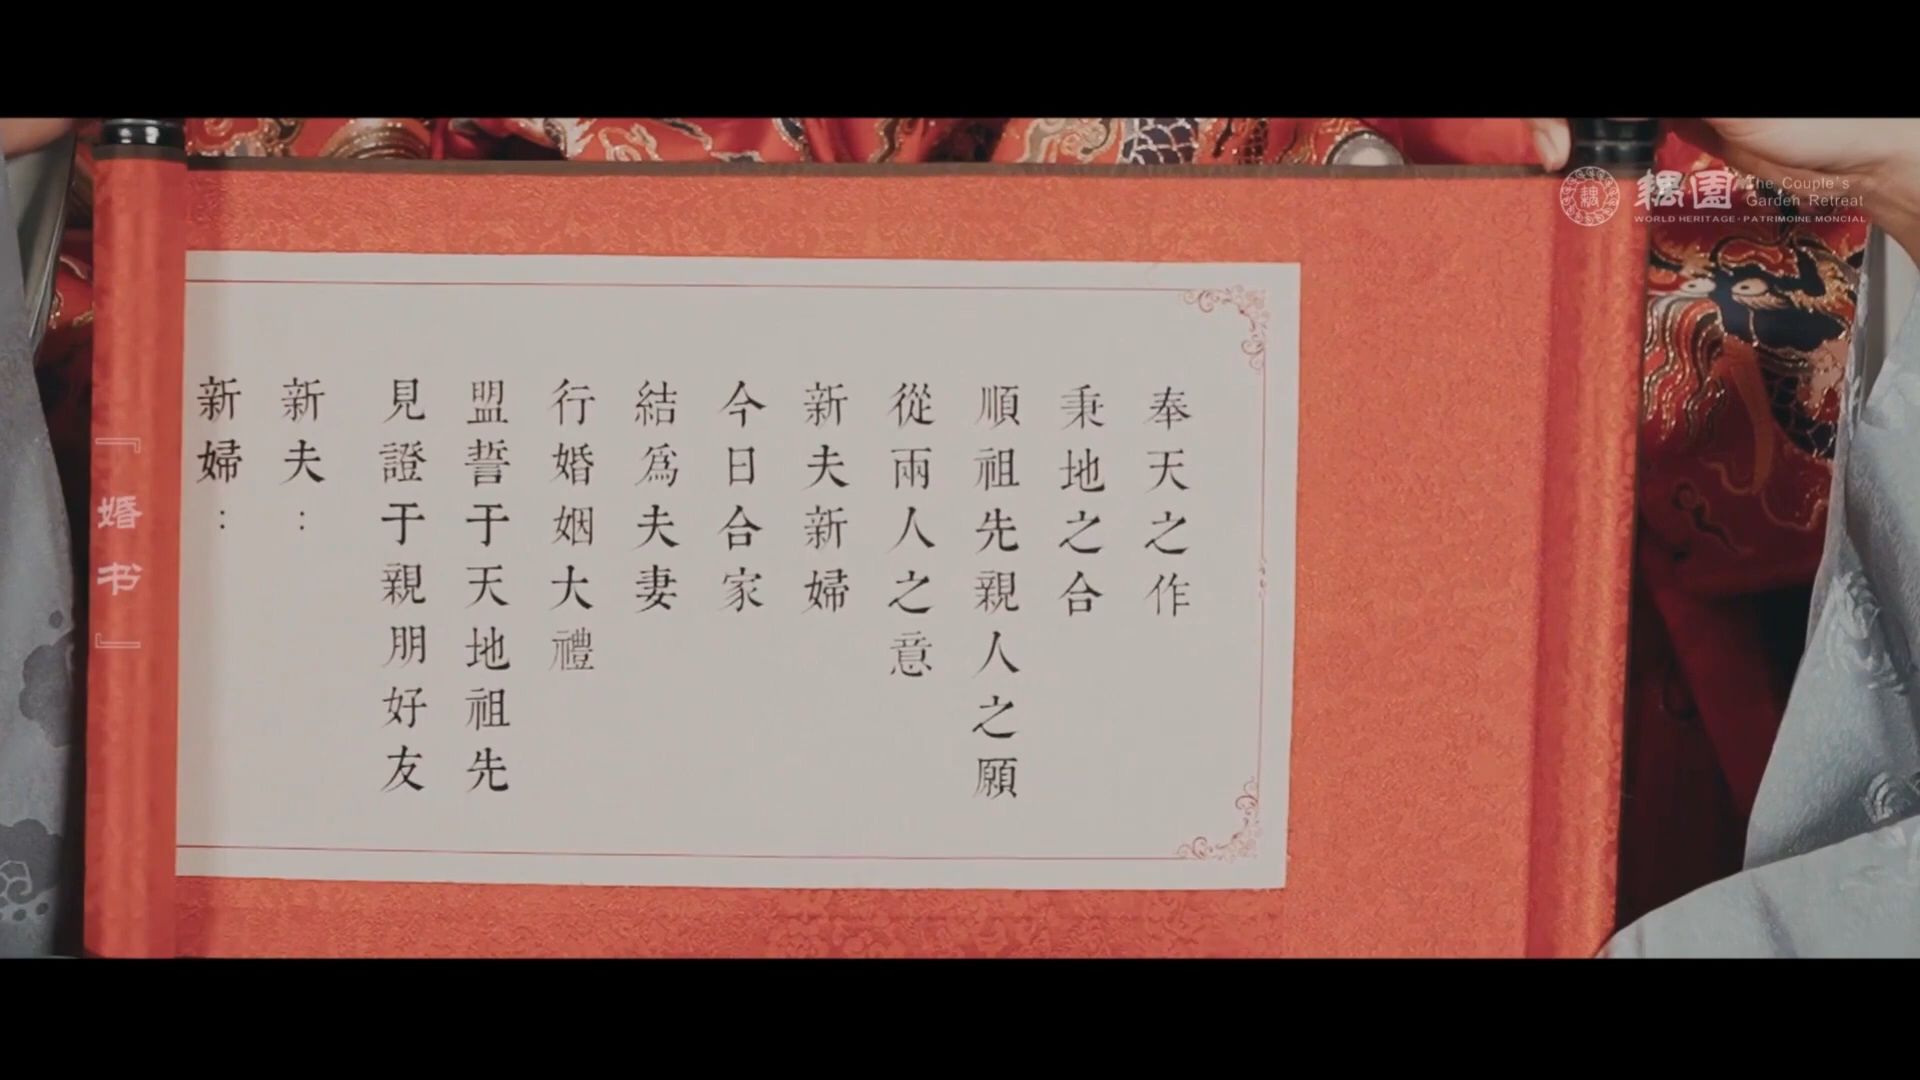 奉天之作
秉地之合
順祖先親人之願
從兩人之意
新夫新婦
今日合家
結爲夫妻
行婚姻大禮
盟誓于天地祖先
見證于親朋好友
新夫：
新婦：
『婚书』
耦園
The Couple's
Garden Retreat
WORLD HERITAGE·PATRIMOINE MONCIAL